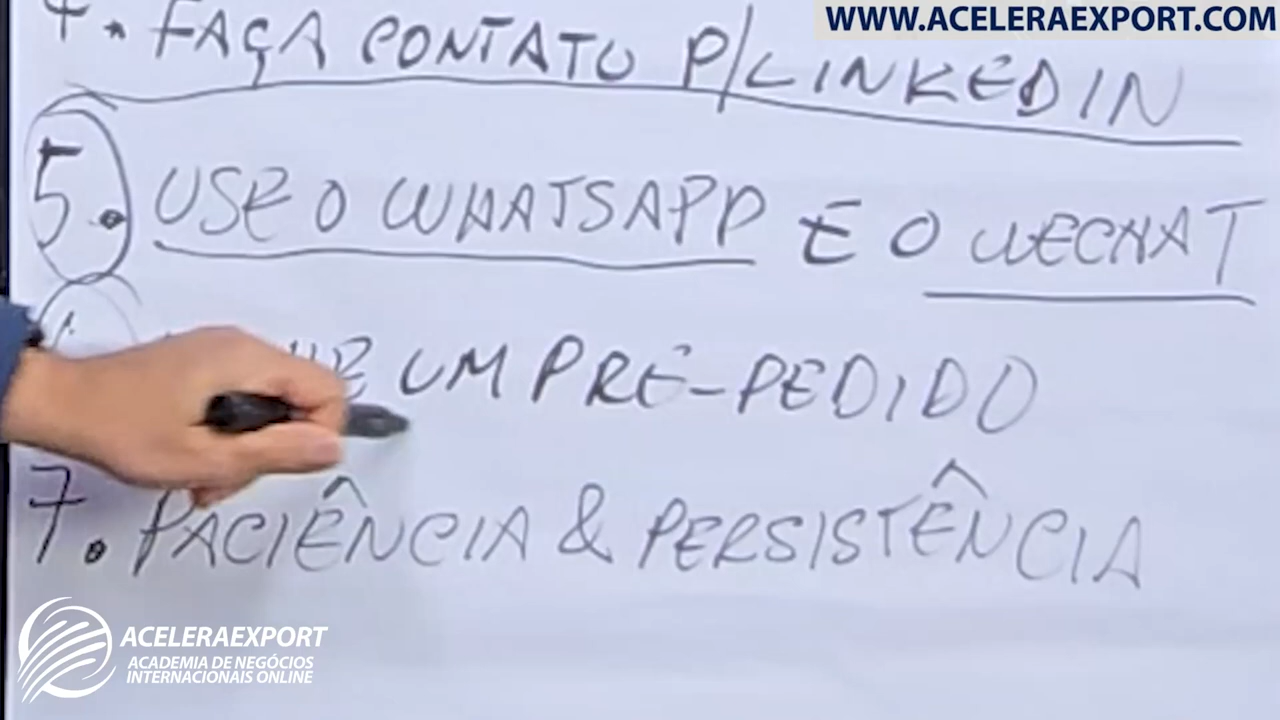 WWW.ACELERAEXPORT.COM
4. FAÇA CONTATO P/LINKEDIN
5. USE O WHATSAPP E O WECHAT
UM PRÉ-PEDIDO
7. PACIÊNCIA & PERSISTÊNCIA
ACELERAEXPORT
ACADEMIA DE NEGÓCIOS
INTERNACIONAIS ONLINE